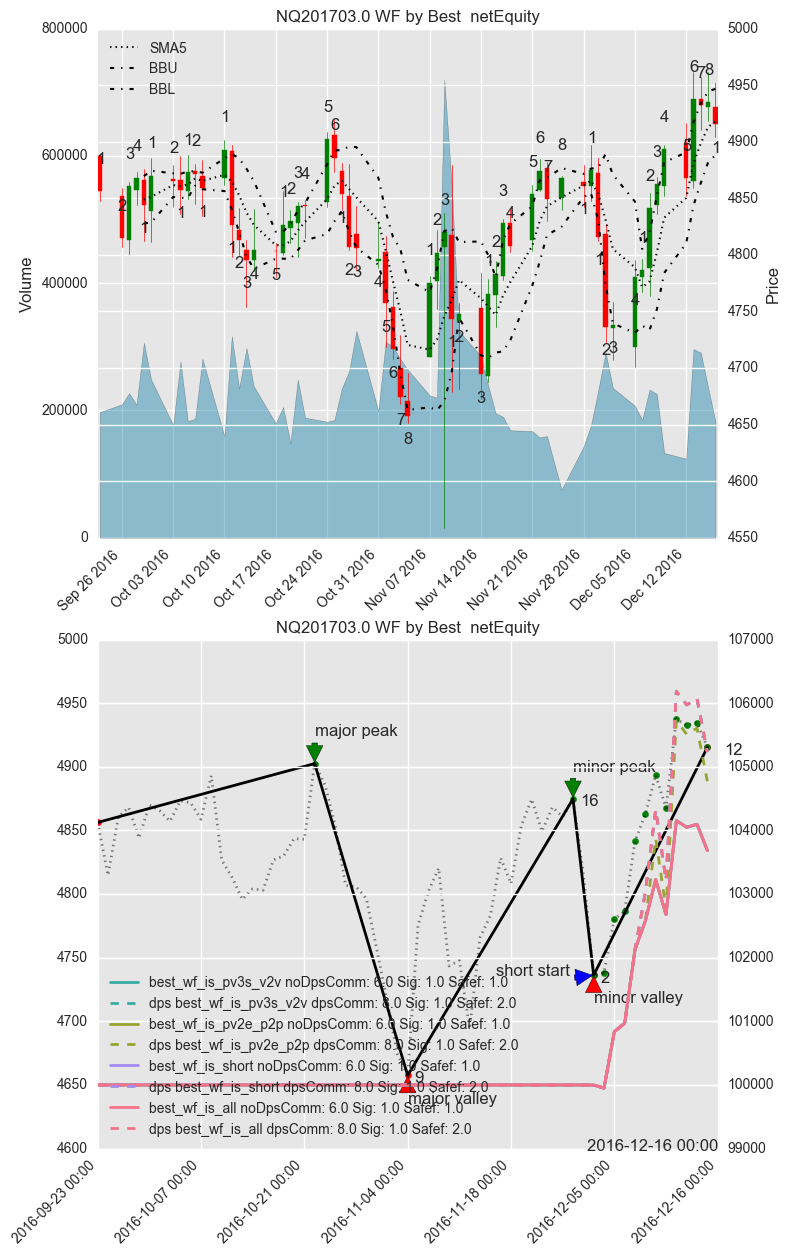 NQ201703.0 WF by Best  netEquity
800000
600000
400000
200000
0
Volume
SMA5
BBU
BBL
5000
4950
4900
4850
4800
4750
4700
4650
4600
4550
Price
Sep 26 2016
Oct 03 2016
Oct 10 2016
Oct 17 2016
Oct 24 2016
Oct 31 2016
Nov 07 2016
Nov 14 2016
Nov 21 2016
Nov 28 2016
Dec 05 2016
Dec 12 2016
NQ201703.0 WF by Best  netEquity
5000
4950
4900
4850
4800
4750
4700
4650
4600
107000
106000
105000
104000
103000
102000
101000
100000
99000
major peak
minor peak
16
12
short start
2
minor valley
9
major valley
best_wf_is_pv3s_v2v noDpsComm: 6.0 Sig: 1.0 Safef: 1.0
dps best_wf_is_pv3s_v2v dpsComm: 8.0 Sig: 1.0 Safef: 2.0
best_wf_is_pv2e_p2p noDpsComm: 6.0 Sig: 1.0 Safef: 1.0
dps best_wf_is_pv2e_p2p dpsComm: 8.0 Sig: 1.0 Safef: 2.0
best_wf_is_short noDpsComm: 6.0 Sig: 1.0 Safef: 1.0
dps best_wf_is_short dpsComm: 8.0 Sig: 1.0 Safef: 2.0
best_wf_is_all noDpsComm: 6.0 Sig: 1.0 Safef: 1.0
dps best_wf_is_all dpsComm: 8.0 Sig: 1.0 Safef: 2.0
2016-12-16 00:00
2016-09-23 00:00
2016-10-07 00:00
2016-10-21 00:00
2016-11-04 00:00
2016-11-18 00:00
2016-12-05 00:00
2016-12-16 00:00